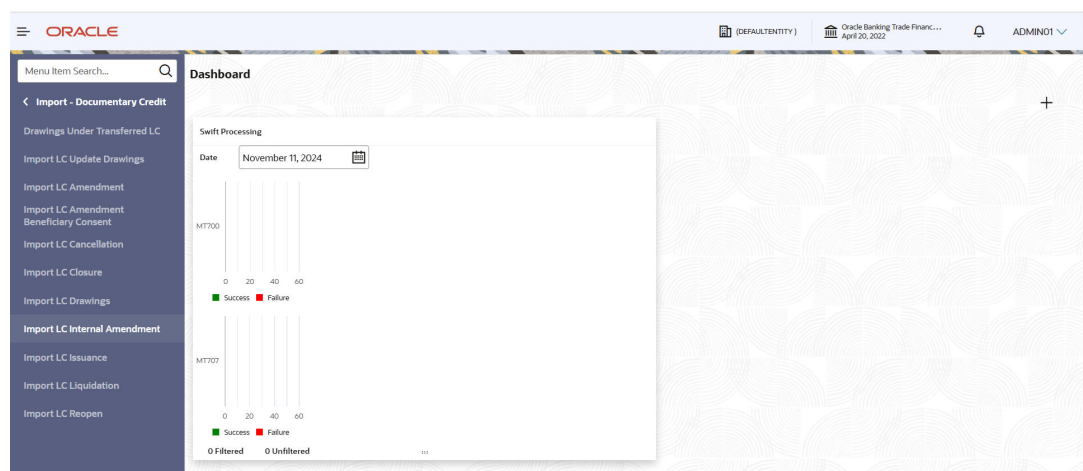 ORACLE
(DEFAULTENTITY )
Oracle Banking Trade Financ...
April 20, 2022
ADMIN01
Menu Item Search...
Import - Documentary Credit
Drawings Under Transferred LC
Import LC Update Drawings
Import LC Amendment
Import LC Amendment
Beneficiary Consent
Import LC Cancellation
Import LC Closure
Import LC Drawings
Import LC Internal Amendment
Import LC Issuance
Import LC Liquidation
Import LC Reopen
Dashboard
Swift Processing
Date November 11, 2024
MT700
0 20 40 60
Success Failure
MT707
0 20 40 60
Success Failure
0 Filtered 0 Unfiltered